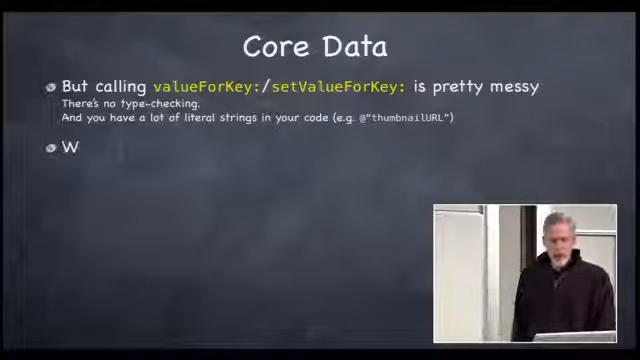 Core Data
But calling valueForKey:/setValueForKey: is pretty messy
There's no type-checking.
And you have a lot of literal strings in your code (e.g. @"thumbnailURL")
W